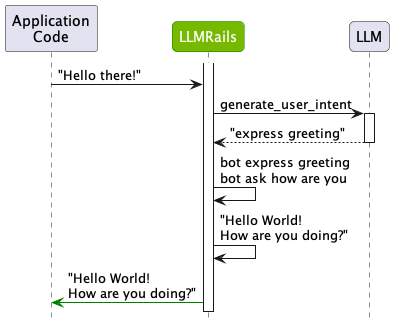 Application
Code
LLMRails
LLM
"Hello there!"
generate_user_intent
"express greeting"
bot express greeting
bot ask how are you
"Hello World!
How are you doing?"
"Hello World!
How are you doing?"